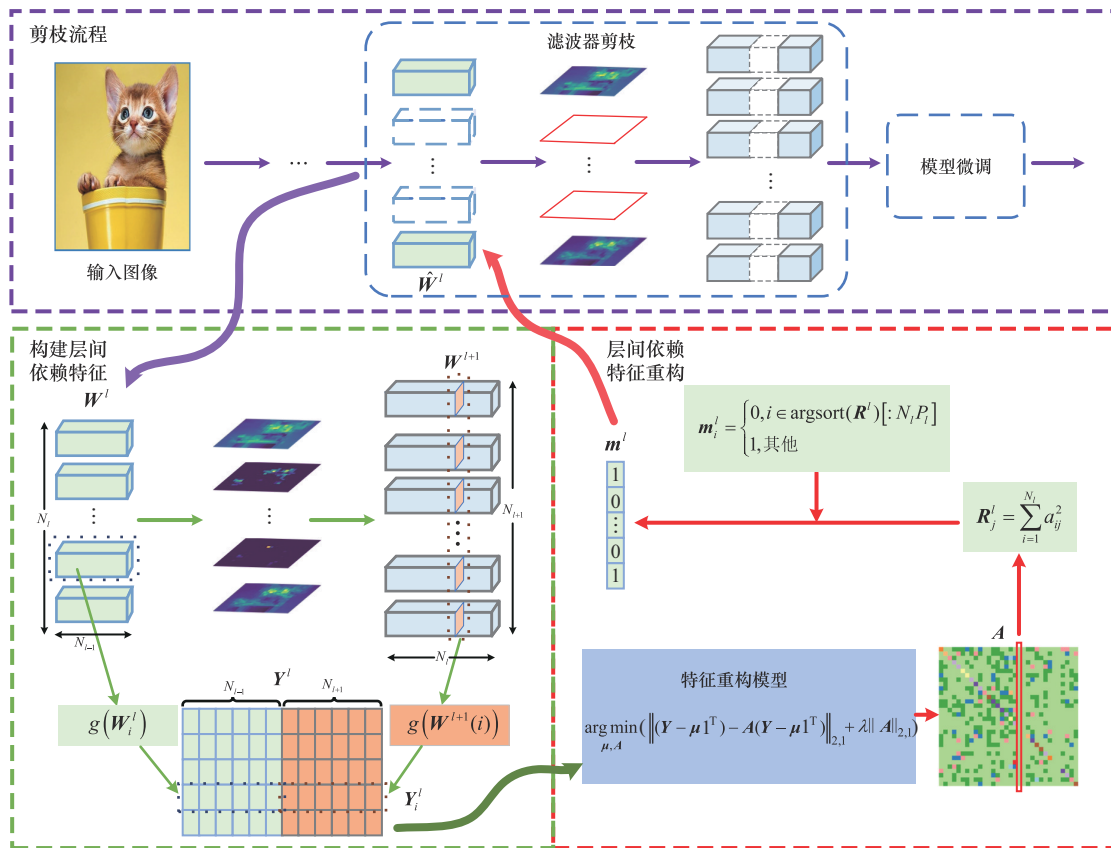 剪枝流程
滤波器剪枝
...
模型微调
输入图像
Ŵ^l
构建层间
依赖特征
W^l
W^{l+1}
N_l
N_{l+1}
N_{l-1}
N_l
N_{l-1}
Y^l
N_{l+1}
g(W_i^l)
g(W^{l+1}(i))
Y_i^l
层间依赖
特征重构
m_i^l = {0, i ∈ argsort(R^l)[:N_l P_l]
1, 其他
m^l
1
0
⋮
0
1
R_j^l = \sum_{i=1}^{N_l} a_{ij}^2
A
特征重构模型
arg min_{μ,A} (‖(Y − μ1^T) − A(Y − μ1^T)‖_{2,1} + λ‖A‖_{2,1})